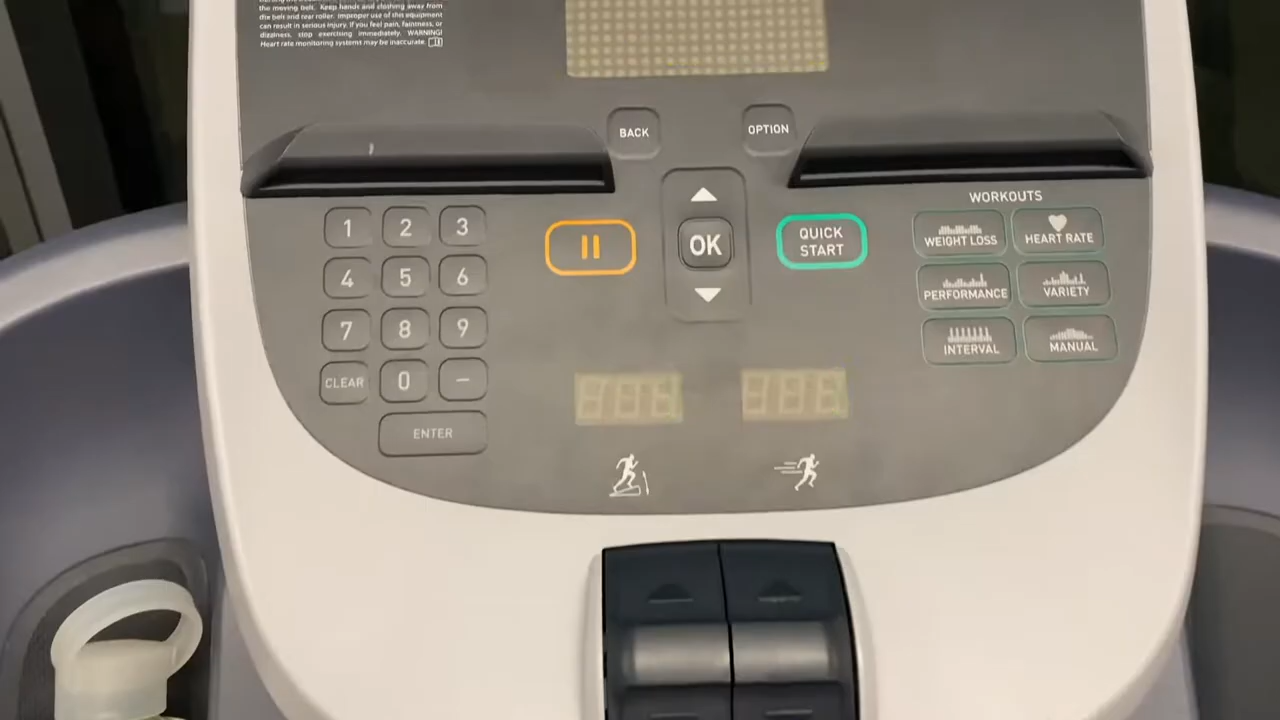 the moving belt. Keep hands and clothing away from
the belt and rear roller. Improper use of this equipment
can result in serious injury. If you feel pain, faintness, or
dizziness, stop exercising immediately. WARNING!
Heart rate monitoring systems may be inaccurate.
BACK
OPTION
WORKOUTS
1 2 3
OK
QUICK
START
WEIGHT LOSS
HEART RATE
4 5 6
PERFORMANCE
VARIETY
7 8 9
INTERVAL
MANUAL
CLEAR 0 –
ENTER